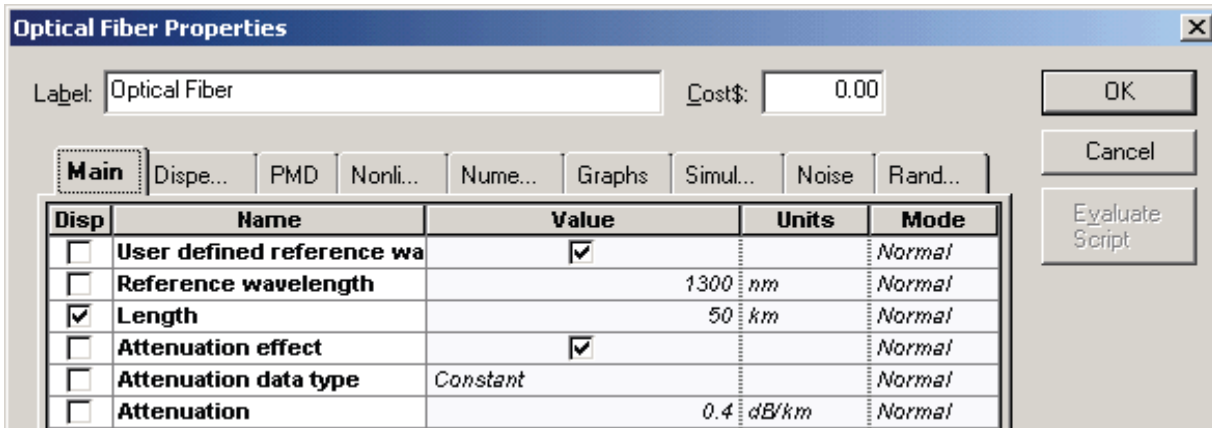 Optical Fiber Properties
Label: Optical Fiber Cost$: 0.00
OK
Cancel
Evaluate Script
Main Dispe... PMD Nonli... Nume... Graphs Simul... Noise Rand...
Disp Name Value Units Mode
User defined reference wa Normal
Reference wavelength 1300 nm Normal
Length 50 km Normal
Attenuation effect Normal
Attenuation data type Constant Normal
Attenuation 0.4 dB/km Normal